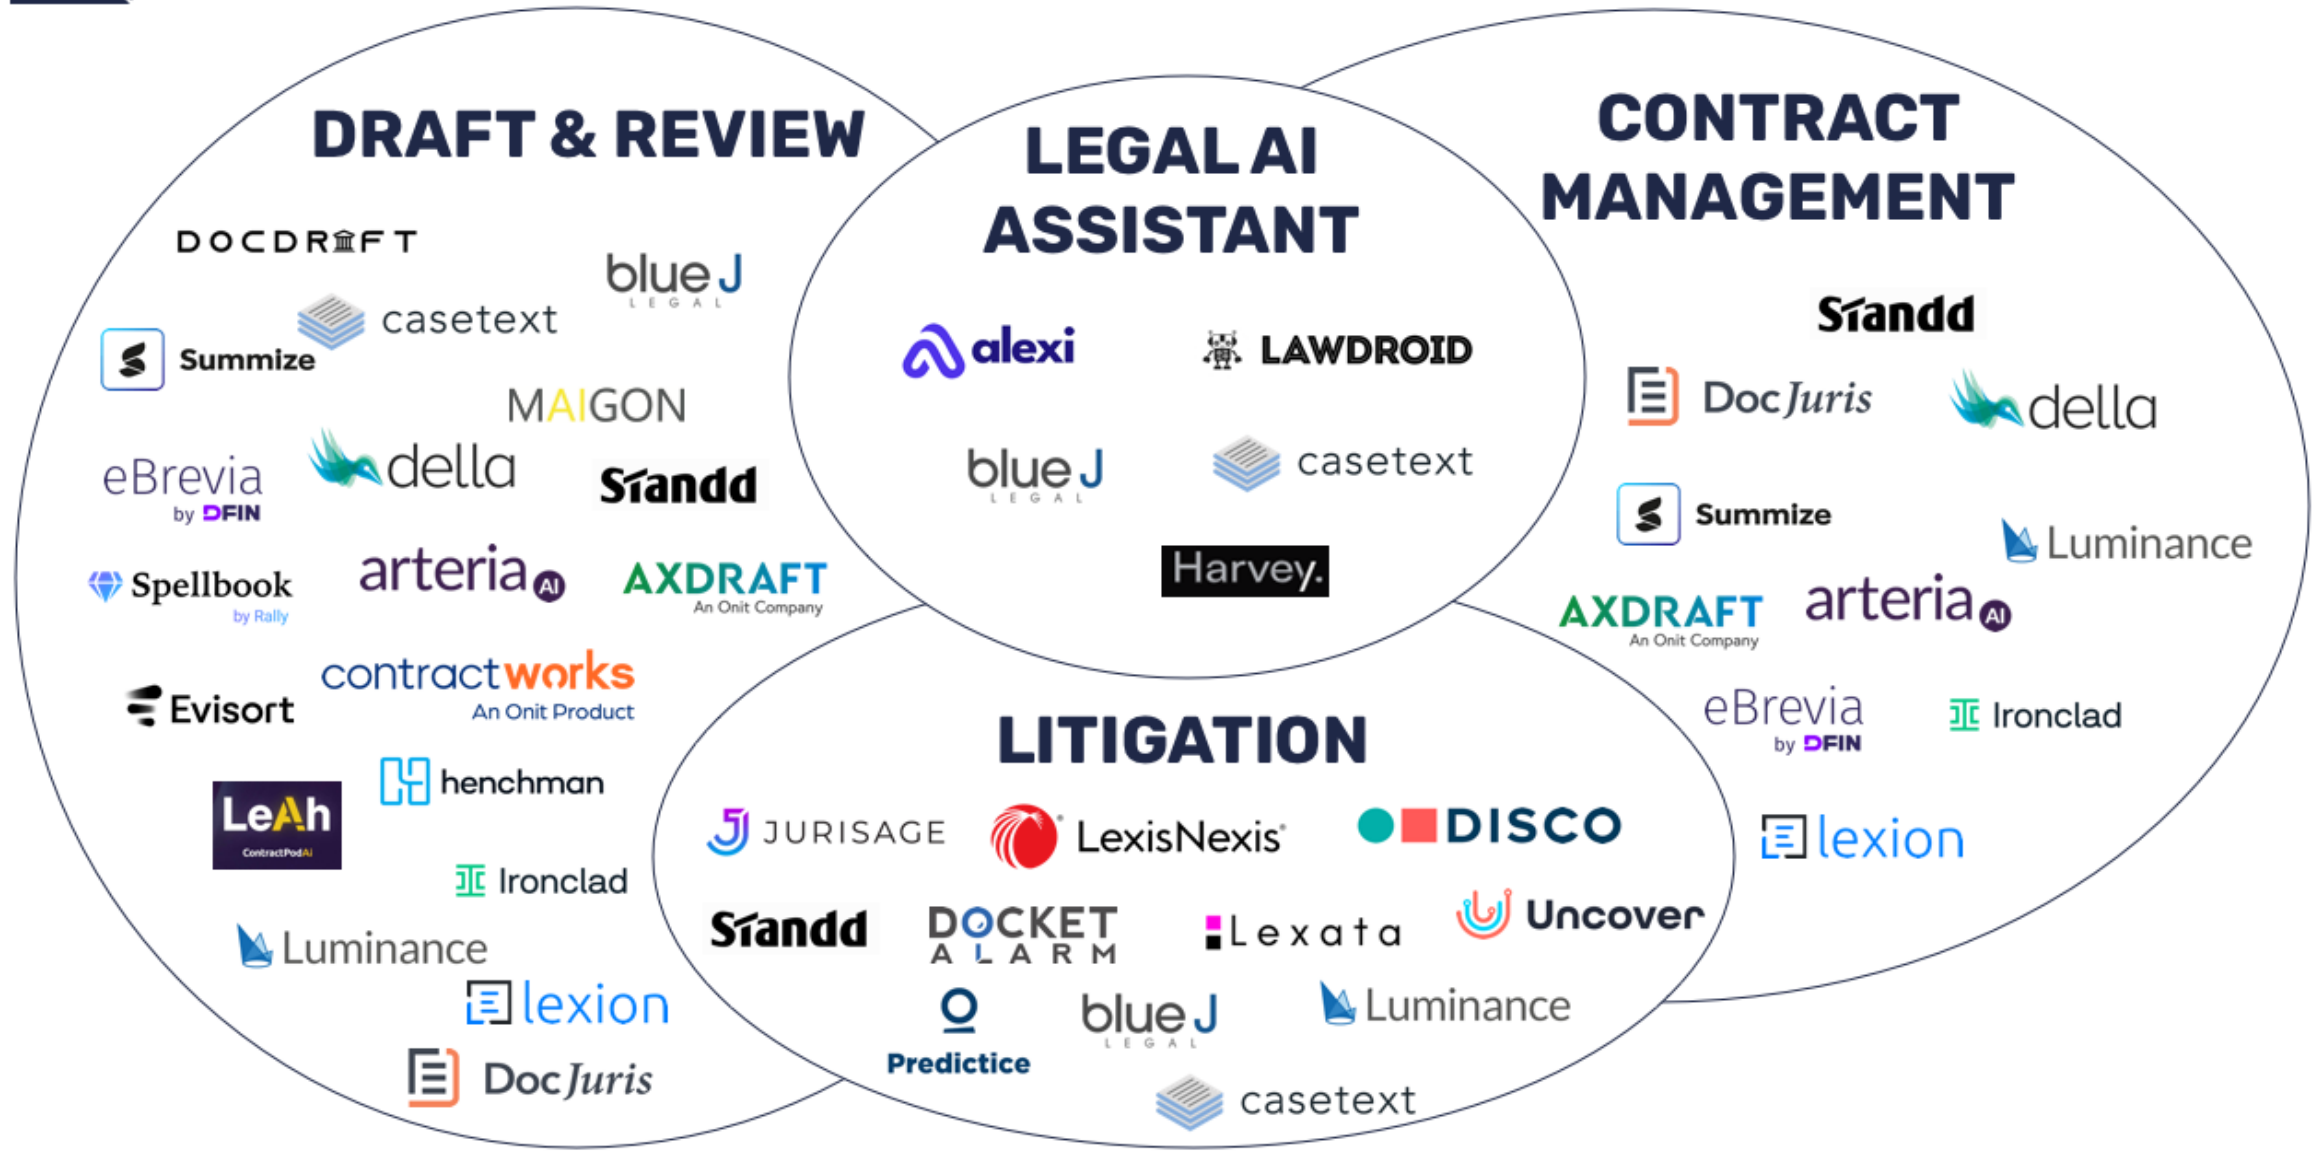 DRAFT & REVIEW
DOCDRAFT
blue J
LEGAL
casetext
Summize
MAIGON
della
eBrevia
by DFIN
Siandd
Spellbook
by Rally
arteria AI
AXDRAFT
An Onit Company
contractworks
An Onit Product
Evisort
henchman
LeAh
ContractPodAi
Ironclad
Luminance
lexion
DocJuris
LEGAL AI
ASSISTANT
alexi
LAWDROID
blue J
LEGAL
casetext
Harvey.
CONTRACT
MANAGEMENT
Siandd
DocJuris
della
Summize
Luminance
AXDRAFT
An Onit Company
arteria AI
eBrevia
by DFIN
Ironclad
lexion
LITIGATION
JURISAGE
LexisNexis®
DISCO
Siandd
DOCKET
ALARM
Lexata
Uncover
Predictice
blue J
LEGAL
Luminance
casetext